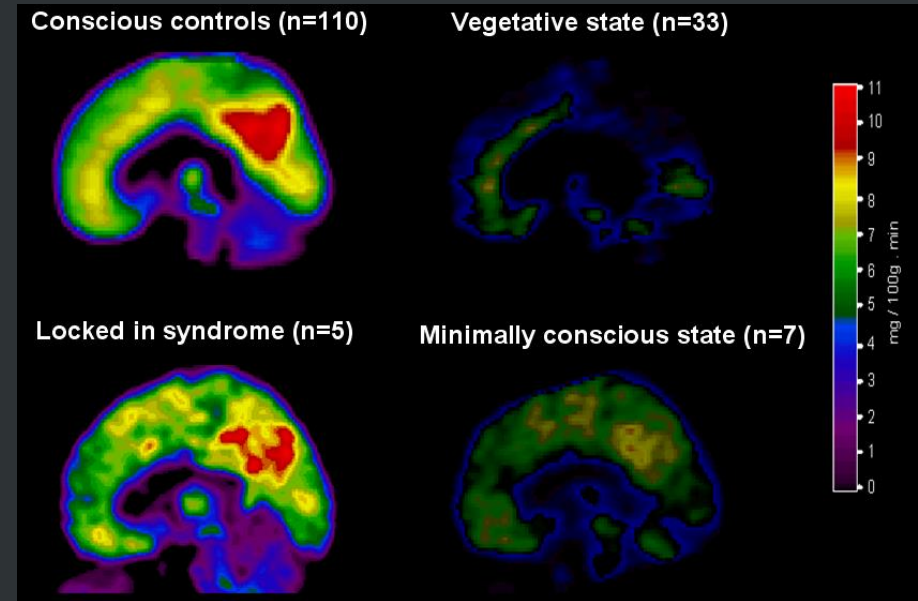 Conscious controls (n=110)
Vegetative state (n=33)
Locked in syndrome (n=5)
Minimally conscious state (n=7)
11
10
9
8
7
6
5
4
3
2
1
0
mg / 100g . min